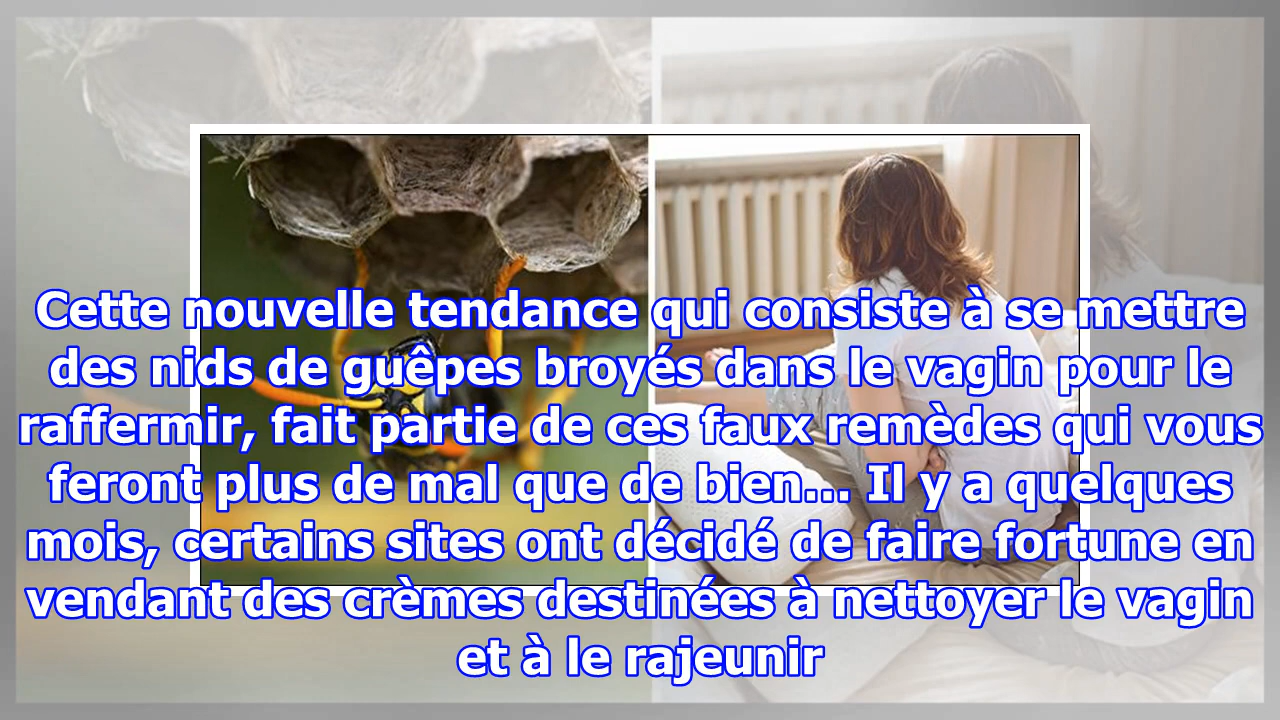 Cette nouvelle tendance qui consiste à se mettre
des nids de guêpes broyés dans le vagin pour le
raffermir, fait partie de ces faux remèdes qui vous
feront plus de mal que de bien... Il y a quelques
mois, certains sites ont décidé de faire fortune en
vendant des crèmes destinées à nettoyer le vagin
et à le rajeunir